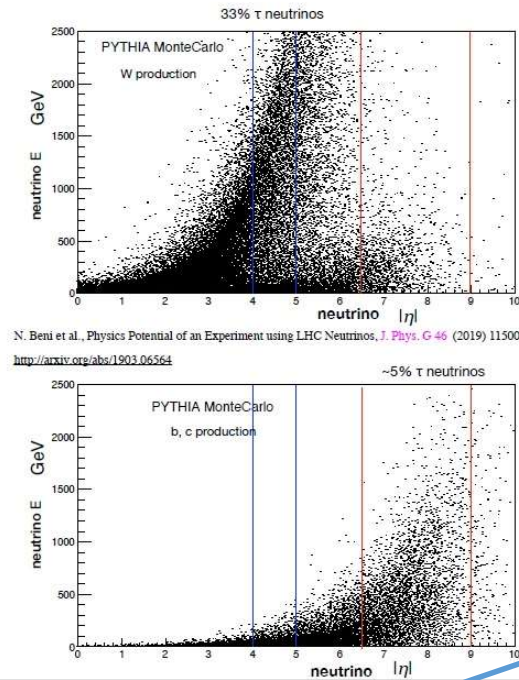 33% τ neutrinos
PYTHIA MonteCarlo
W production
neutrino E GeV
2500
2000
1500
1000
500
0
0 1 2 3 4 5 6 7 8 9 10
neutrino |η|
N. Beni et al., Physics Potential of an Experiment using LHC Neutrinos, J. Phys. G 46 (2019) 11500
http://arxiv.org/abs/1903.06564
~5% τ neutrinos
PYTHIA MonteCarlo
b, c production
neutrino E GeV
2500
2000
1500
1000
500
0
0 1 2 3 4 5 6 7 8 9 10
neutrino |η|